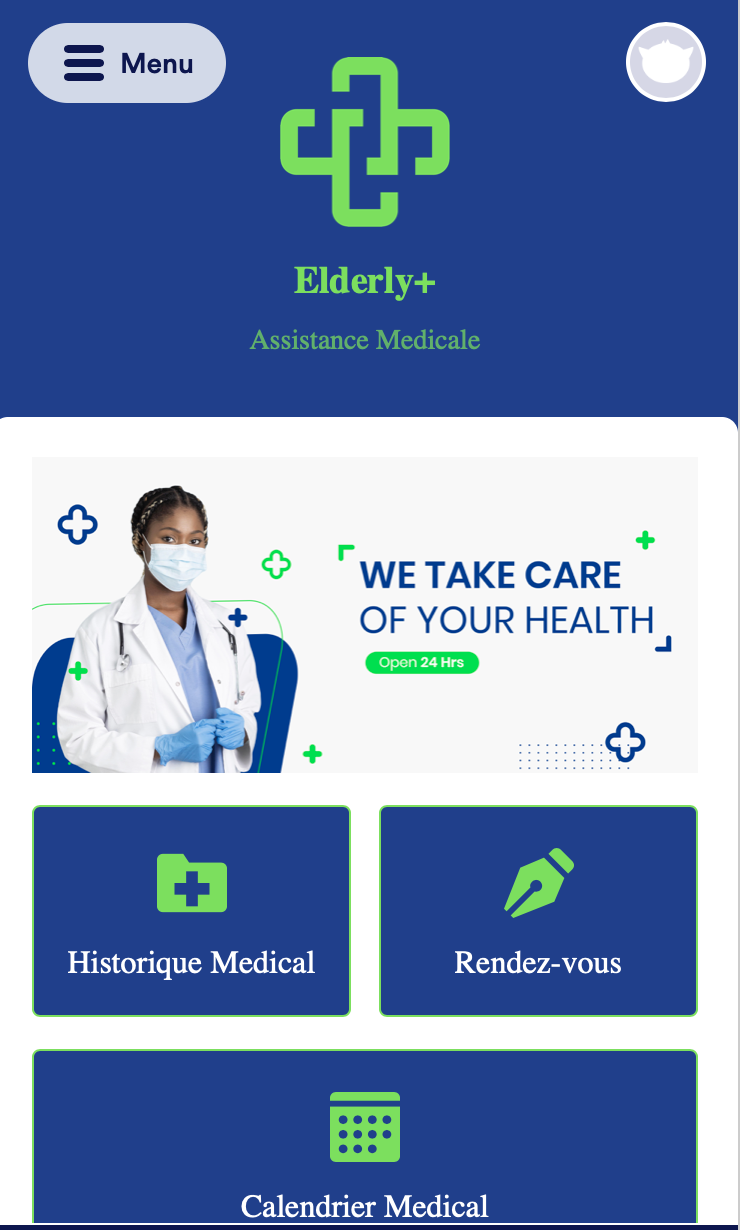 Menu
Elderly+
Assistance Medicale
WE TAKE CARE
OF YOUR HEALTH
Open 24 Hrs
Historique Medical
Rendez-vous
Calendrier Medical